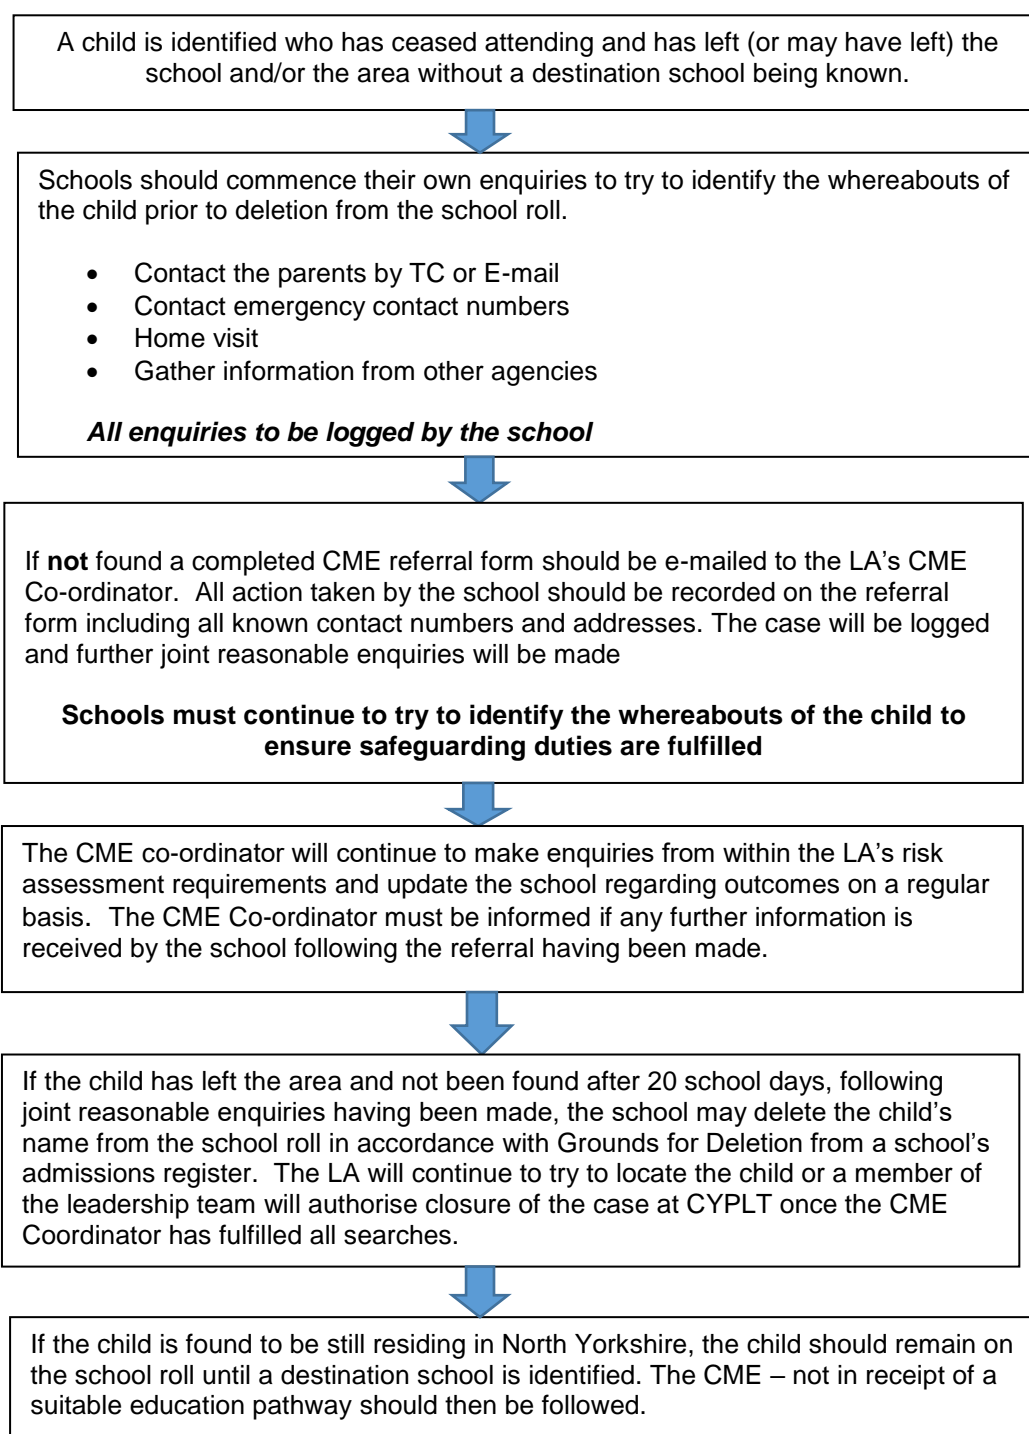 A child is identified who has ceased attending and has left (or may have left) the
school and/or the area without a destination school being known.
Schools should commence their own enquiries to try to identify the whereabouts of
the child prior to deletion from the school roll.
• Contact the parents by TC or E-mail
• Contact emergency contact numbers
• Home visit
• Gather information from other agencies
All enquiries to be logged by the school
If not found a completed CME referral form should be e-mailed to the LA’s CME
Co-ordinator. All action taken by the school should be recorded on the referral
form including all known contact numbers and addresses. The case will be logged
and further joint reasonable enquiries will be made
Schools must continue to try to identify the whereabouts of the child to
ensure safeguarding duties are fulfilled
The CME co-ordinator will continue to make enquiries from within the LA’s risk
assessment requirements and update the school regarding outcomes on a regular
basis. The CME Co-ordinator must be informed if any further information is
received by the school following the referral having been made.
If the child has left the area and not been found after 20 school days, following
joint reasonable enquiries having been made, the school may delete the child’s
name from the school roll in accordance with Grounds for Deletion from a school’s
admissions register. The LA will continue to try to locate the child or a member of
the leadership team will authorise closure of the case at CYPLT once the CME
Coordinator has fulfilled all searches.
If the child is found to be still residing in North Yorkshire, the child should remain on
the school roll until a destination school is identified. The CME – not in receipt of a
suitable education pathway should then be followed.